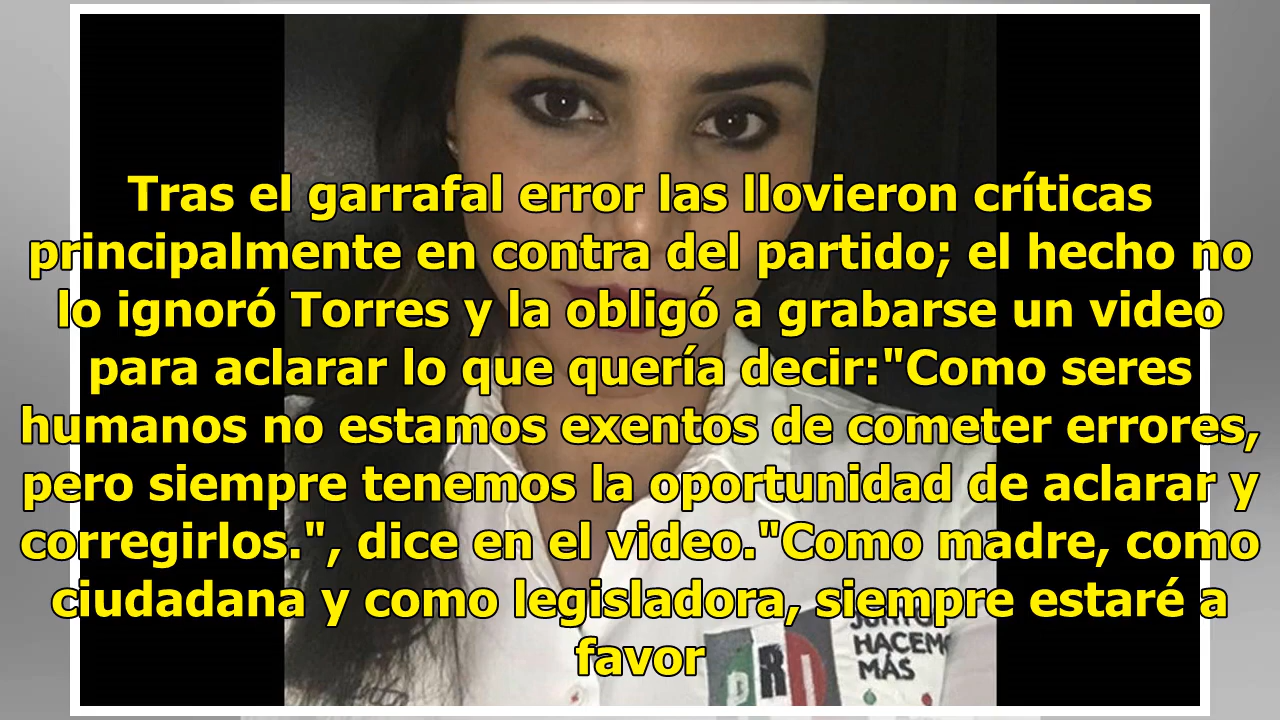 Tras el garrafal error las llovieron críticas
principalmente en contra del partido; el hecho no
lo ignoró Torres y la obligó a grabarse un video
para aclarar lo que quería decir:"Como seres
humanos no estamos exentos de cometer errores,
pero siempre tenemos la oportunidad de aclarar y
corregirlos.", dice en el video."Como madre, como
ciudadana y como legisladora, siempre estaré a
favor
PRI
HACEMO
MÁS